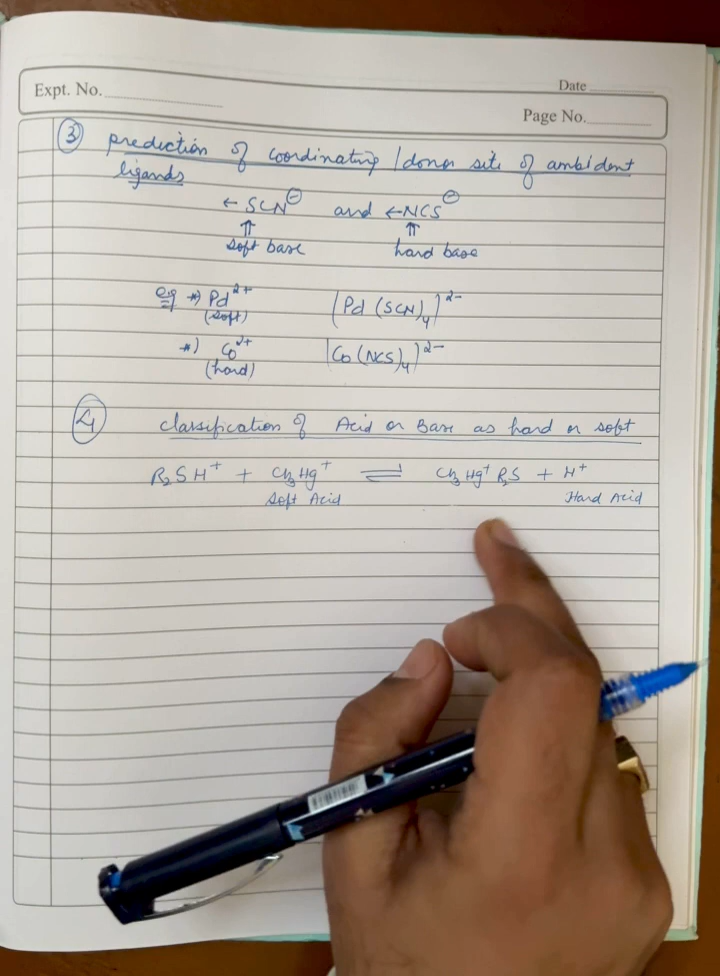 Expt. No.
Date
Page No.
③ prediction of coordinating / donor site of ambident
ligands
← SCN⊖ and ←NCS⊖
⇑ ⇑
soft base hard base
eg *) Pd²⁺ [Pd (SCN)₄]²⁻
(soft)
*) Co²⁺ [Co (NCS)₄]²⁻
(hard)
④ classification of Acid or Base as hard or soft
R₂SH⁺ + CH₃Hg⁺ ⇌ CH₃Hg⁺R₂S + H⁺
Soft Acid Hard Acid